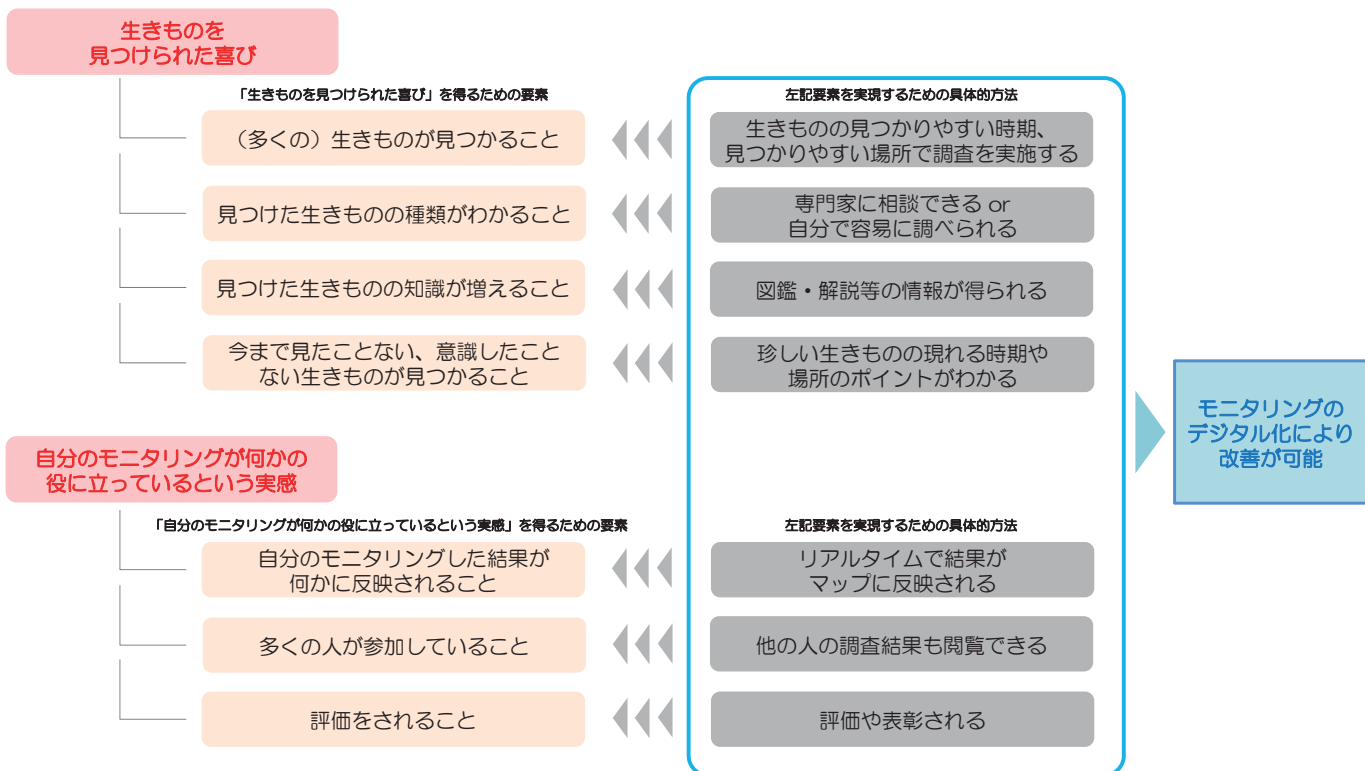 生きものを
見つけられた喜び
「生きものを見つけられた喜び」を得るための要素
左記要素を実現するための具体的方法
（多くの）生きものが見つかること
生きものの見つかりやすい時期、
見つかりやすい場所で調査を実施する
見つけた生きものの種類がわかること
専門家に相談できる or
自分で容易に調べられる
見つけた生きものの知識が増えること
図鑑・解説等の情報が得られる
今まで見たことない、意識したこと
ない生きものが見つかること
珍しい生きものの現れる時期や
場所のポイントがわかる
モニタリングの
デジタル化により
改善が可能
自分のモニタリングが何かの
役に立っているという実感
「自分のモニタリングが何かの役に立っているという実感」を得るための要素
左記要素を実現するための具体的方法
自分のモニタリングした結果が
何かに反映されること
リアルタイムで結果が
マップに反映される
多くの人が参加していること
他の人の調査結果も閲覧できる
評価をされること
評価や表彰される